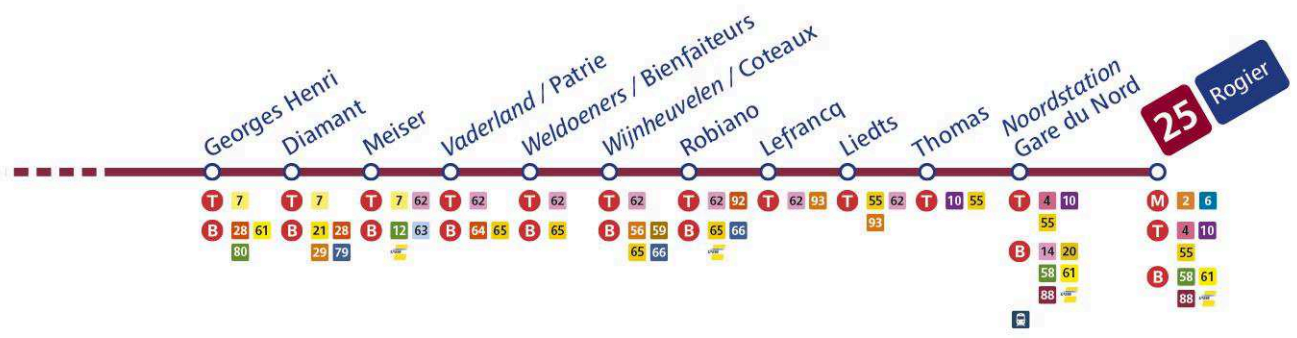 Georges Henri
Diamant
Meiser
Vaderland / Patrie
Weldoeners / Bienfaiteurs
Wijnheuvelen / Coteaux
Robiano
Lefrancq
Liedts
Thomas
Noordstation
Gare du Nord
25 Rogier
T 7
B 28 61
80
T 7
B 21 28
29 79
T 7 62
B 12 63
T 62
B 64 65
T 62
B 65
T 62
B 56 59
65 66
T 62 92
B 65 66
T 62 93
T 55 62
93
T 10 55
T 4 10
55
B 14 20
58 61
88
M 2 6
T 4 10
55
B 58 61
88